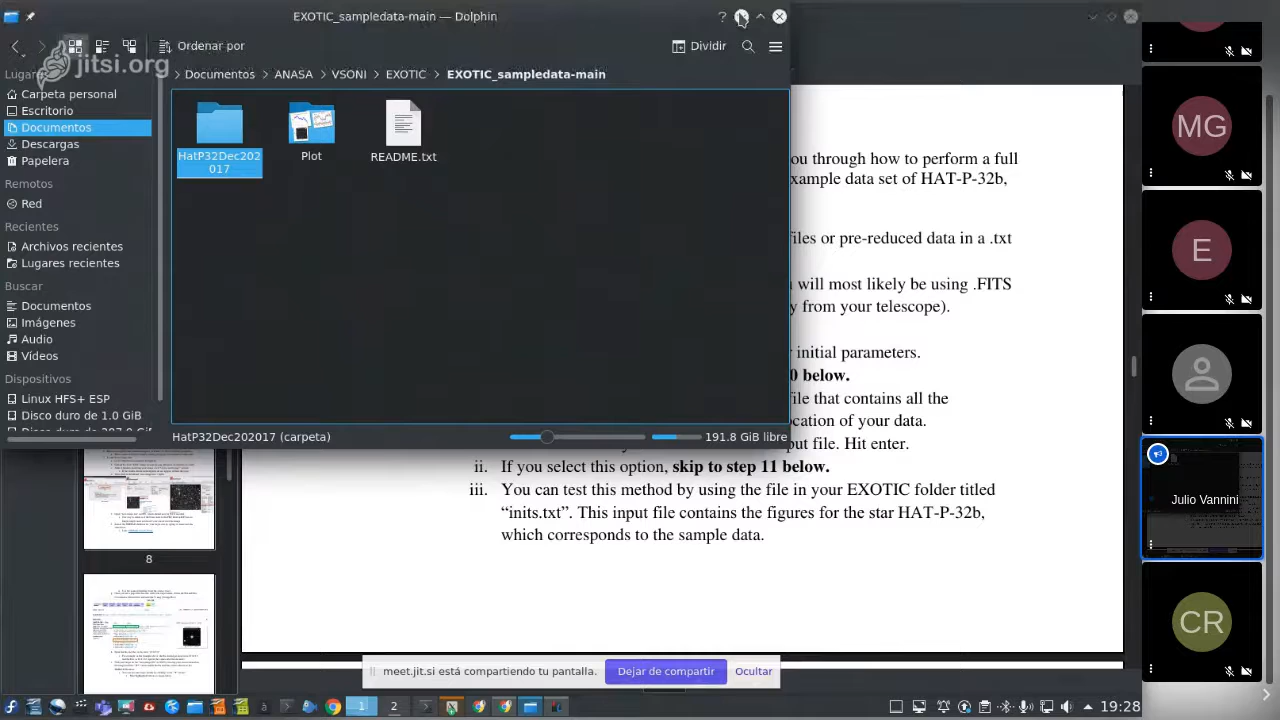 EXOTIC_sampledata-main — Dolphin
Ordenar por
Dividir
jitsi.org
Lugar
Documentos
ANASA
VSONI
EXOTIC
EXOTIC_sampledata-main
Carpeta personal
Escritorio
Documentos
Descargas
Papelera
Remotos
Red
Recientes
Archivos recientes
Lugares recientes
Buscar
Documentos
Imágenes
Audio
Vídeos
Dispositivos
Linux HFS+ ESP
Disco duro de 1.0 GiB
HatP32Dec202
017
Plot
README.txt
HatP32Dec202017 (carpeta)
191.8 GiB libre
ou through how to perform a full
xample data set of HAT-P-32b,
files or pre-reduced data in a .txt
will most likely be using .FITS
y from your telescope).
initial parameters.
0 below.
file that contains all the
cation of your data.
put file. Hit enter.
ii. If you select this option, skip to step 11 below.
iii. You can test this method by using the file in your EXOTIC folder titled
“inits.txt”. This input file contains the figures for the star HAT-P-32b,
which corresponds to the sample data.
8
meet.jit.si está compartiendo tu pantalla.
Dejar de compartir
Ocultar
1
2
19:28
MG
E
Julio Vannini
CR